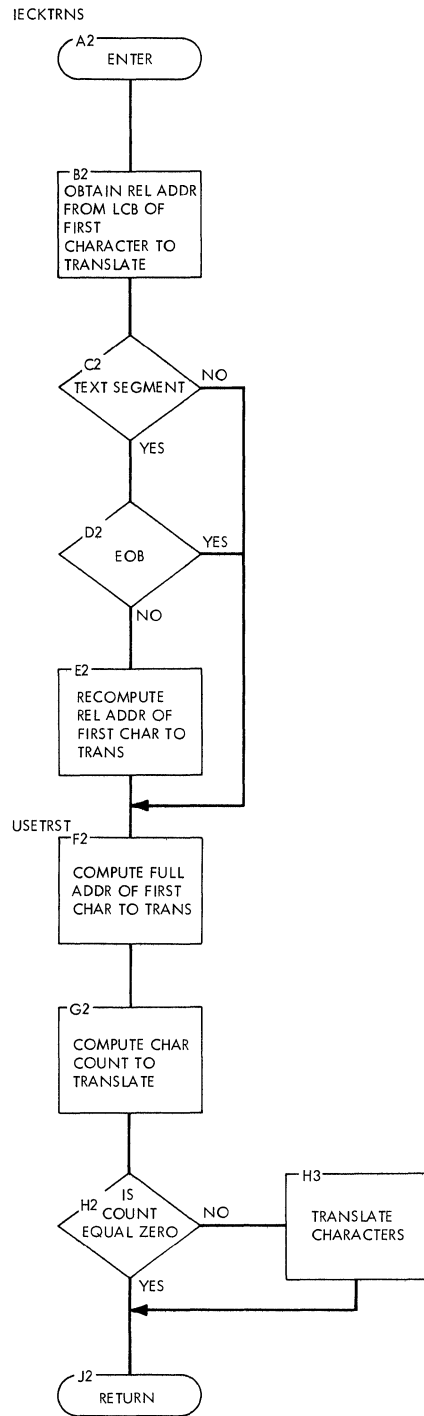 IECKTRNS
A2
ENTER
B2
OBTAIN REL ADDR
FROM LCB OF
FIRST
CHARACTER TO
TRANSLATE
C2
TEXT SEGMENT
NO
YES
D2
EOB
YES
NO
E2
RECOMPUTE
REL ADDR OF
FIRST CHAR TO
TRANS
USETRST
F2
COMPUTE FULL
ADDR OF FIRST
CHAR TO TRANS
G2
COMPUTE CHAR
COUNT TO
TRANSLATE
H2
IS
COUNT
EQUAL ZERO
NO
YES
H3
TRANSLATE
CHARACTERS
J2
RETURN